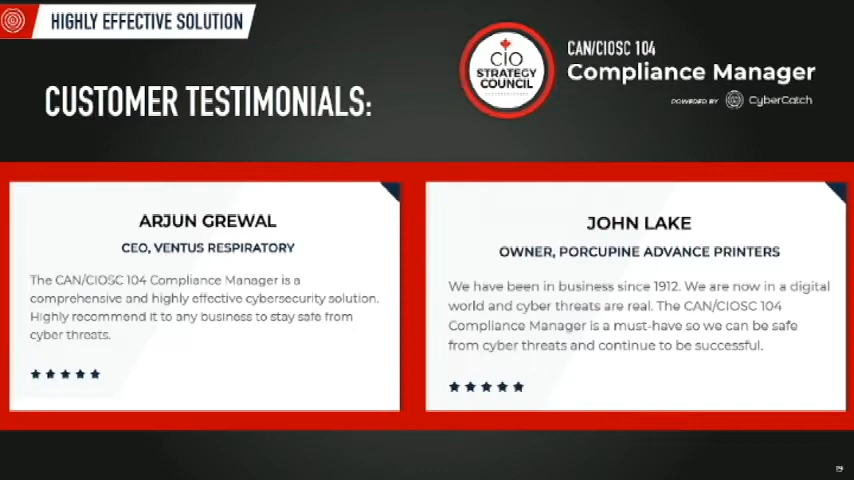 HIGHLY EFFECTIVE SOLUTION
CUSTOMER TESTIMONIALS:
CIO
STRATEGY
COUNCIL
CAN/CIOSC 104
Compliance Manager
POWERED BY CyberCatch
ARJUN GREWAL
CEO, VENTUS RESPIRATORY
The CAN/CIOSC 104 Compliance Manager is a
comprehensive and highly effective cybersecurity solution.
Highly recommend it to any business to stay safe from
cyber threats.
JOHN LAKE
OWNER, PORCUPINE ADVANCE PRINTERS
We have been in business since 1912. We are now in a digital
world and cyber threats are real. The CAN/CIOSC 104
Compliance Manager is a must-have so we can be safe
from cyber threats and continue to be successful.
19